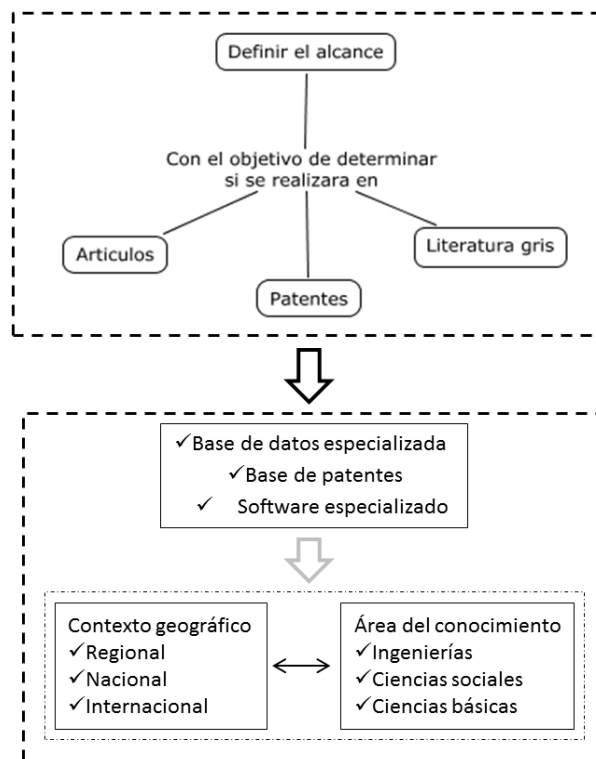 Definir el alcance
Con el objetivo de determinar
si se realizara en
Articulos
Patentes
Literatura gris
✓Base de datos especializada
✓Base de patentes
✓ Software especializado
Contexto geográfico
✓Regional
✓Nacional
✓Internacional
Área del conocimiento
✓Ingenierías
✓Ciencias sociales
✓Ciencias básicas